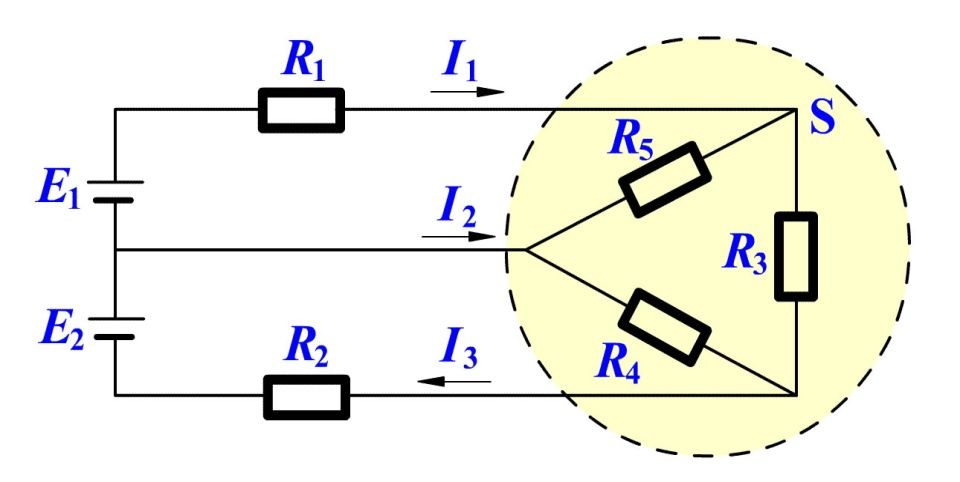 R₁
I₁
S
R₅
E₁
I₂
R₃
E₂
R₂
I₃
R₄